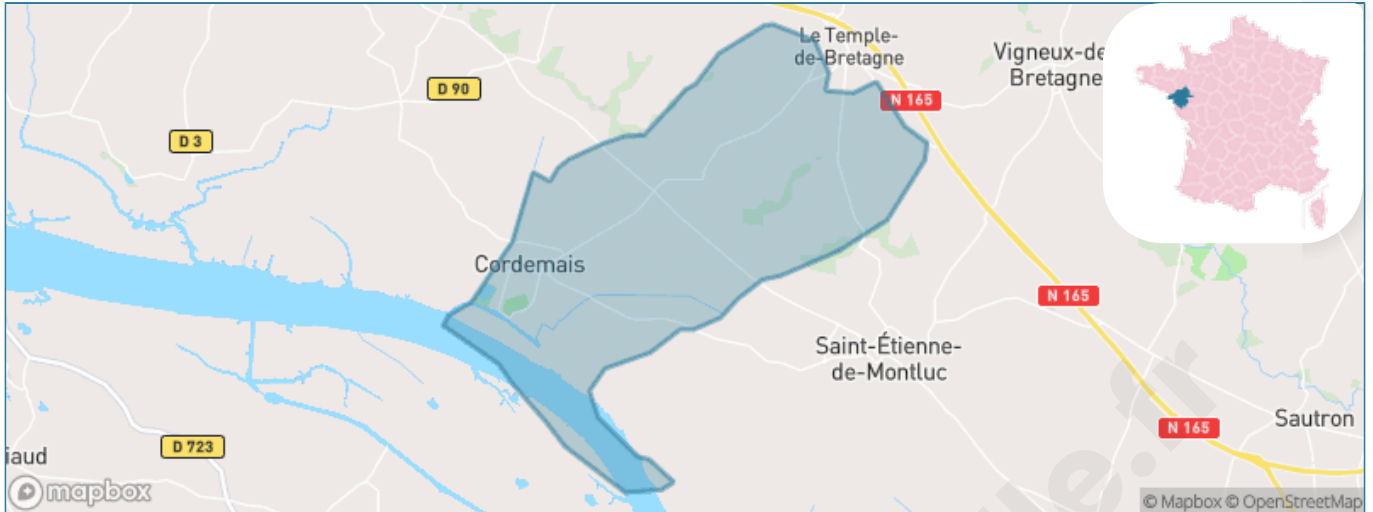 Le Temple-
de-Bretagne
Vigneux-de
Bretagne
D 90
N 165
D 3
Cordemais
N 165
Saint-Étienne-
de-Montluc
Sautron
N 165
D 723
iaud
mapbox
© Mapbox © OpenStreetMap